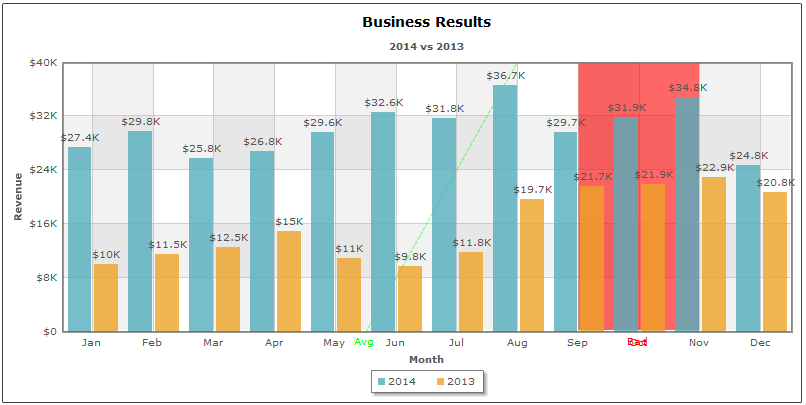 Business Results
2014 vs 2013
$40K
$32K
$24K
$16K
$8K
$0
Revenue
$27.4K $29.8K $25.8K $26.8K $29.6K $32.6K $31.8K $36.7K $29.7K $31.9K $34.8K $24.8K
$10K $11.5K $12.5K $15K $11K $9.8K $11.8K $19.7K $21.7K $21.9K $22.9K $20.8K
Jan Feb Mar Apr May Jun Jul Aug Sep Oct Nov Dec
Avg Bad
Month
2014 2013